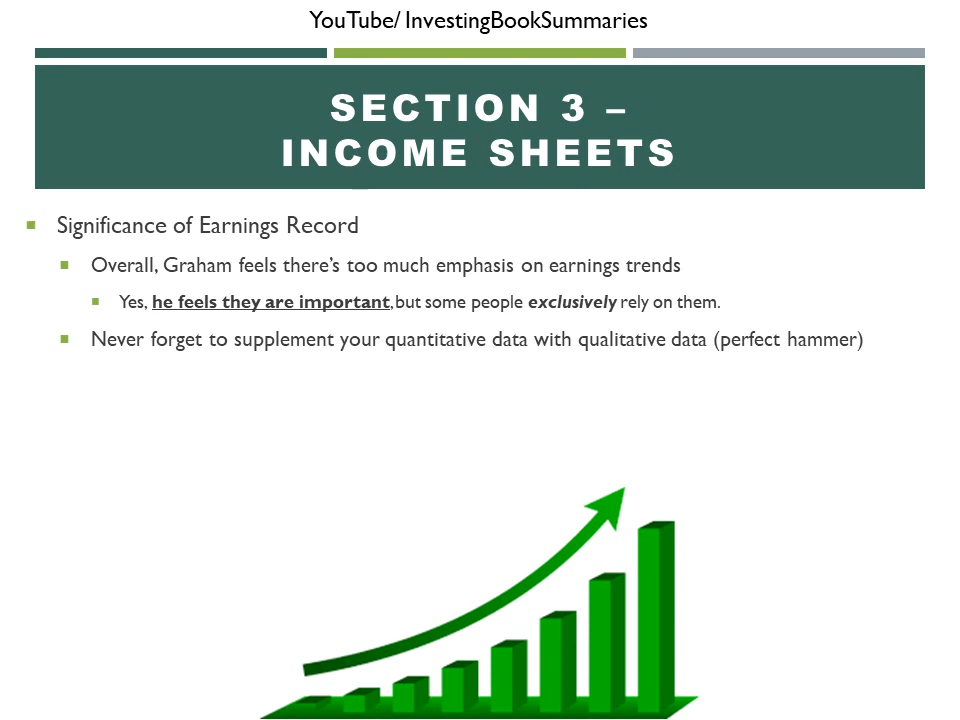 YouTube/ InvestingBookSummaries
SECTION 3 –
INCOME SHEETS
Significance of Earnings Record
Overall, Graham feels there's too much emphasis on earnings trends
Yes, he feels they are important, but some people exclusively rely on them.
Never forget to supplement your quantitative data with qualitative data (perfect hammer)